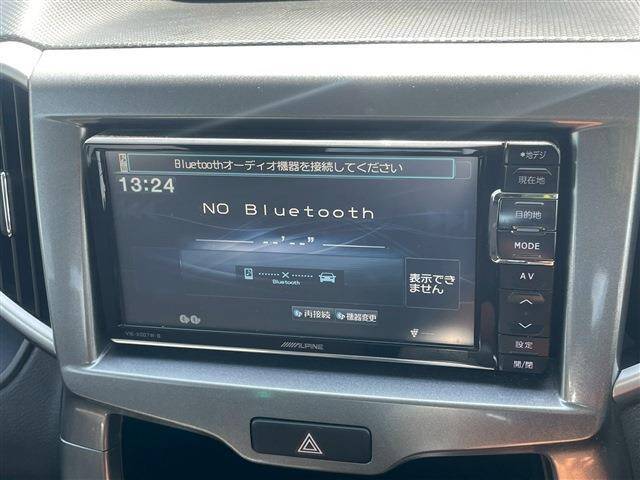 Bluetoothオーディオ機器を接続してください
13:24
NO Bluetooth
--'--"
Bluetooth
表示でき
ません
再接続 機器変更
ALPINE
*地デジ
現在地
目的地
MODE
AV
設定
開/閉